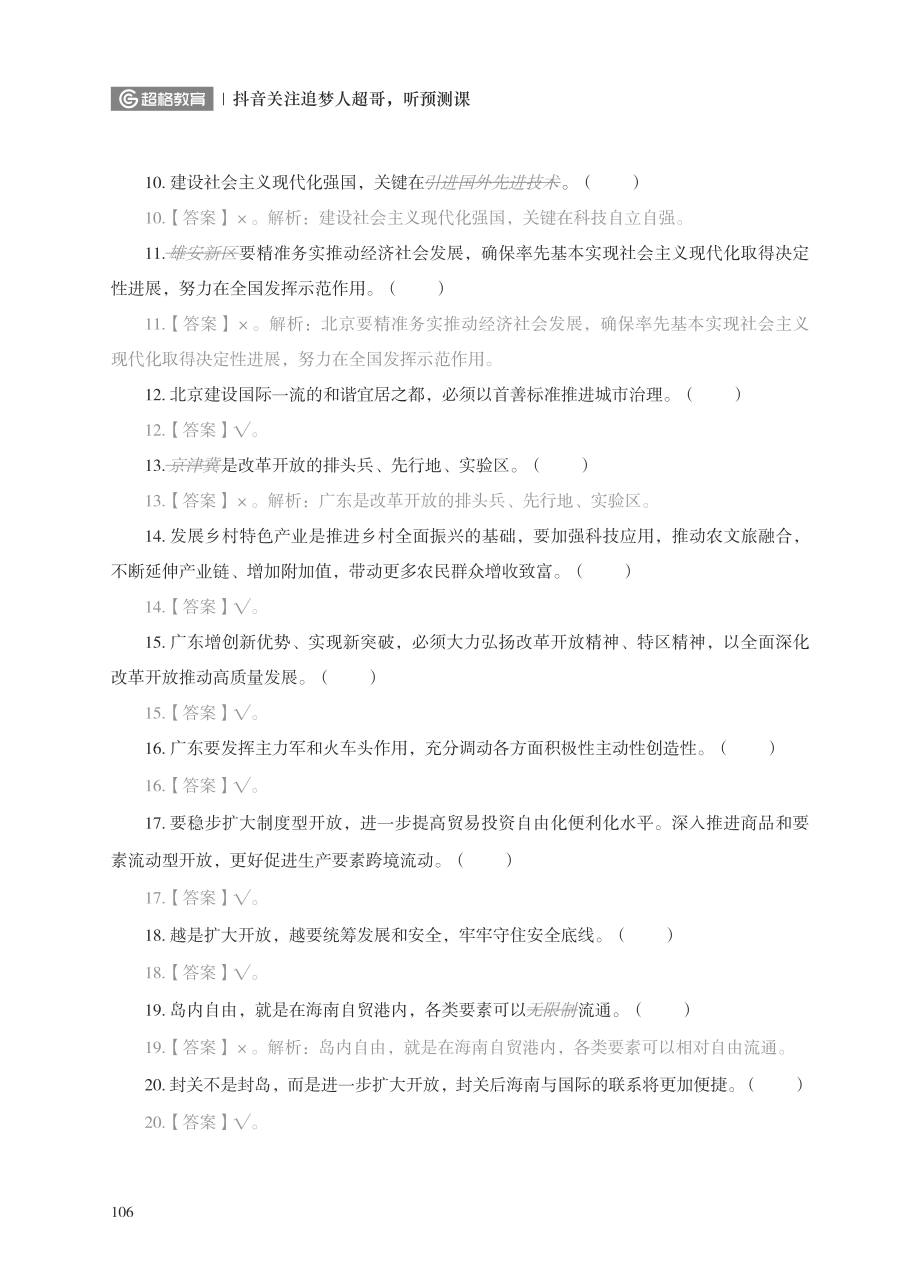 超格教育 | 抖音关注追梦人超哥，听预测课
10. 建设社会主义现代化强国，关键在引进国外先进技术。（　　）
10.【答案】×。解析：建设社会主义现代化强国，关键在科技自立自强。
11. 雄安新区要精准务实推动经济社会发展，确保率先基本实现社会主义现代化取得决定
性进展，努力在全国发挥示范作用。（　　）
11.【答案】×。解析：北京要精准务实推动经济社会发展，确保率先基本实现社会主义
现代化取得决定性进展，努力在全国发挥示范作用。
12. 北京建设国际一流的和谐宜居之都，必须以首善标准推进城市治理。（　　）
12.【答案】√。
13. 京津冀是改革开放的排头兵、先行地、实验区。（　　）
13.【答案】×。解析：广东是改革开放的排头兵、先行地、实验区。
14. 发展乡村特色产业是推进乡村全面振兴的基础，要加强科技应用，推动农文旅融合，
不断延伸产业链、增加附加值，带动更多农民群众增收致富。（　　）
14.【答案】√。
15. 广东增创新优势、实现新突破，必须大力弘扬改革开放精神、特区精神，以全面深化
改革开放推动高质量发展。（　　）
15.【答案】√。
16. 广东要发挥主力军和火车头作用，充分调动各方面积极性主动性创造性。（　　）
16.【答案】√。
17. 要稳步扩大制度型开放，进一步提高贸易投资自由化便利化水平。深入推进商品和要
素流动型开放，更好促进生产要素跨境流动。（　　）
17.【答案】√。
18. 越是扩大开放，越要统筹发展和安全，牢牢守住安全底线。（　　）
18.【答案】√。
19. 岛内自由，就是在海南自贸港内，各类要素可以无限制流通。（　　）
19.【答案】×。解析：岛内自由，就是在海南自贸港内，各类要素可以相对自由流通。
20. 封关不是封岛，而是进一步扩大开放，封关后海南与国际的联系将更加便捷。（　　）
20.【答案】√。
106